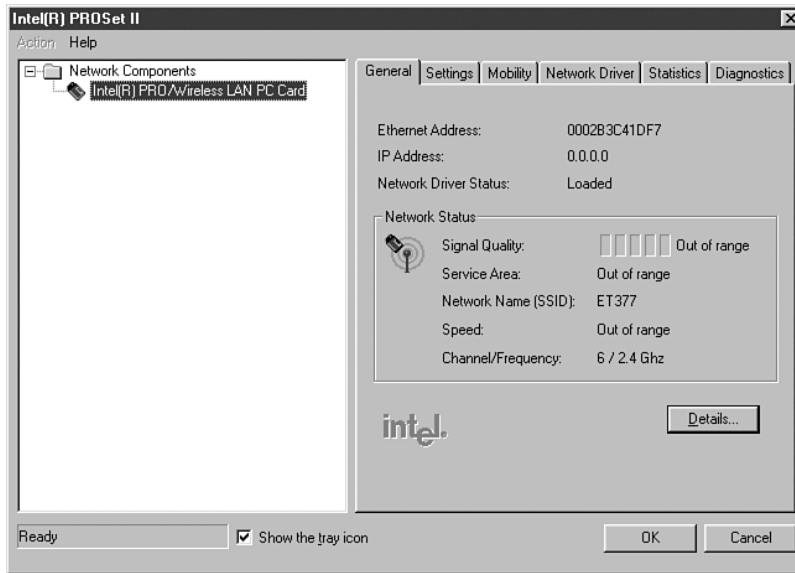 Intel(R) PROSet II
Action Help
Network Components
Intel(R) PRO/Wireless LAN PC Card
General Settings Mobility Network Driver Statistics Diagnostics
Ethernet Address: 0002B3C41DF7
IP Address: 0.0.0.0
Network Driver Status: Loaded
Network Status
Signal Quality: Out of range
Service Area: Out of range
Network Name (SSID): ET377
Speed: Out of range
Channel/Frequency: 6 / 2.4 Ghz
intel.
Details...
Ready
Show the tray icon
OK Cancel